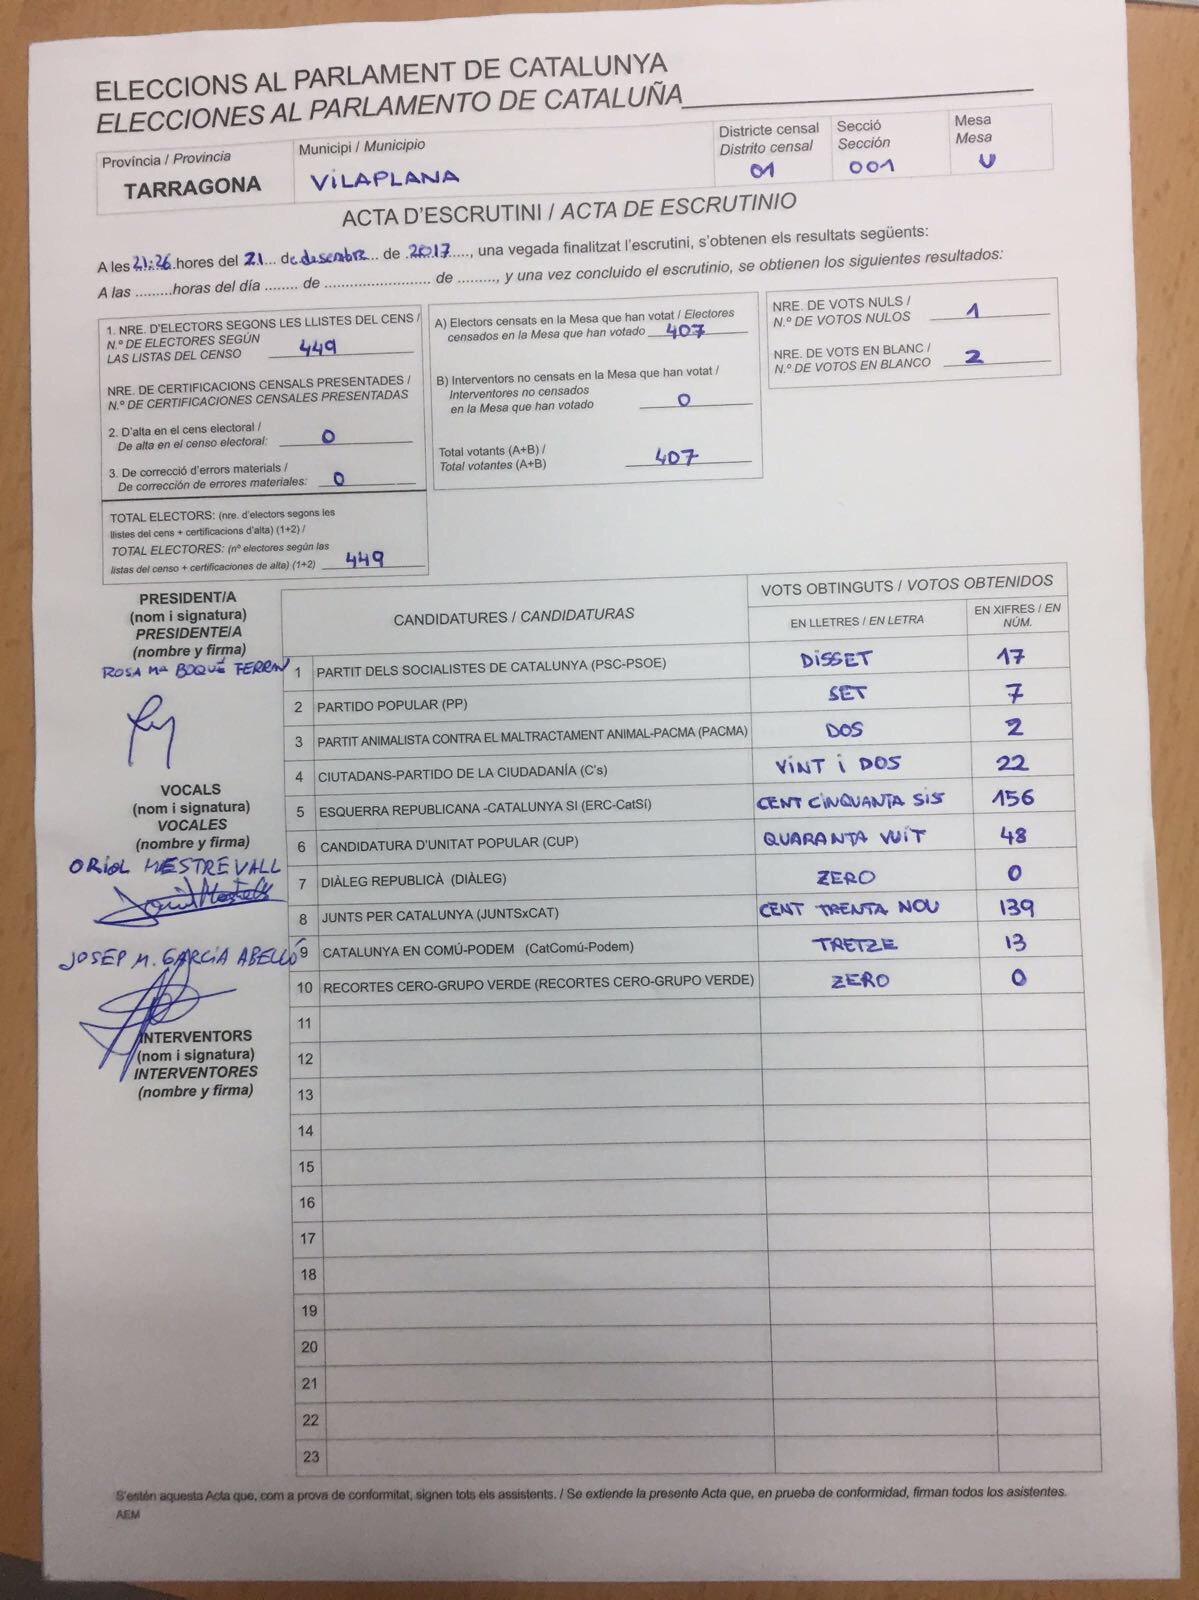 ELECCIONS AL PARLAMENT DE CATALUNYA
ELECCIONES AL PARLAMENTO DE CATALUÑA
Província / Provincia
TARRAGONA
Municipi / Municipio
VILAPLANA
Districte censal
Distrito censal
01
Secció
Sección
001
Mesa
Mesa
U
ACTA D'ESCRUTINI / ACTA DE ESCRUTINIO
A les 21:26 hores del 21 de desembre de 2017, una vegada finalitzat l'escrutini, s'obtenen els resultats següents:
A las .........horas del día ........ de .......................... de ........., y una vez concluido el escrutinio, se obtienen los siguientes resultados:
1. NRE. D'ELECTORS SEGONS LES LLISTES DEL CENS /
N.º DE ELECTORES SEGÚN
LAS LISTAS DEL CENSO 449
NRE. DE CERTIFICACIONS CENSALS PRESENTADES /
N.º DE CERTIFICACIONES CENSALES PRESENTADAS
2. D'alta en el cens electoral /
De alta en el censo electoral: 0
3. De correcció d'errors materials /
De corrección de errores materiales: 0
TOTAL ELECTORS: (nre. d'electors segons les
llistes del cens + certificacions d'alta) (1+2) /
TOTAL ELECTORES: (nº electores según las
listas del censo + certificaciones de alta) (1+2) 449
A) Electors censats en la Mesa que han votat / Electores
censados en la Mesa que han votado 407
B) Interventors no censats en la Mesa que han votat /
Interventores no censados
en la Mesa que han votado 0
Total votants (A+B) /
Total votantes (A+B) 407
NRE. DE VOTS NULS /
N.º DE VOTOS NULOS 1
NRE. DE VOTS EN BLANC /
N.º DE VOTOS EN BLANCO 2
PRESIDENT/A
(nom i signatura)
PRESIDENTE/A
(nombre y firma)
ROSA Mª BOQUÉ FERRAN
VOCALS
(nom i signatura)
VOCALES
(nombre y firma)
ORIOL MESTRE VALL
JOSEP M. GARCIA ABELLÓ
INTERVENTORS
(nom i signatura)
INTERVENTORES
(nombre y firma)
CANDIDATURES / CANDIDATURAS
VOTS OBTINGUTS / VOTOS OBTENIDOS
EN LLETRES / EN LETRA
EN XIFRES / EN
NÚM.
1 PARTIT DELS SOCIALISTES DE CATALUNYA (PSC-PSOE) DISSET 17
2 PARTIDO POPULAR (PP) SET 7
3 PARTIT ANIMALISTA CONTRA EL MALTRACTAMENT ANIMAL-PACMA (PACMA) DOS 2
4 CIUTADANS-PARTIDO DE LA CIUDADANÍA (C's) VINT i DOS 22
5 ESQUERRA REPUBLICANA -CATALUNYA SI (ERC-CatSí) CENT CINQUANTA SIS 156
6 CANDIDATURA D'UNITAT POPULAR (CUP) QUARANTA VUIT 48
7 DIÀLEG REPUBLICÀ (DIÀLEG) ZERO 0
8 JUNTS PER CATALUNYA (JUNTSxCAT) CENT TRENTA NOU 139
9 CATALUNYA EN COMÚ-PODEM (CatComú-Podem) TRETZE 13
10 RECORTES CERO-GRUPO VERDE (RECORTES CERO-GRUPO VERDE) ZERO 0
11
12
13
14
15
16
17
18
19
20
21
22
23
S'estén aquesta Acta que, com a prova de conformitat, signen tots els assistents. / Se extiende la presente Acta que, en prueba de conformidad, firman todos los asistentes.
AEM